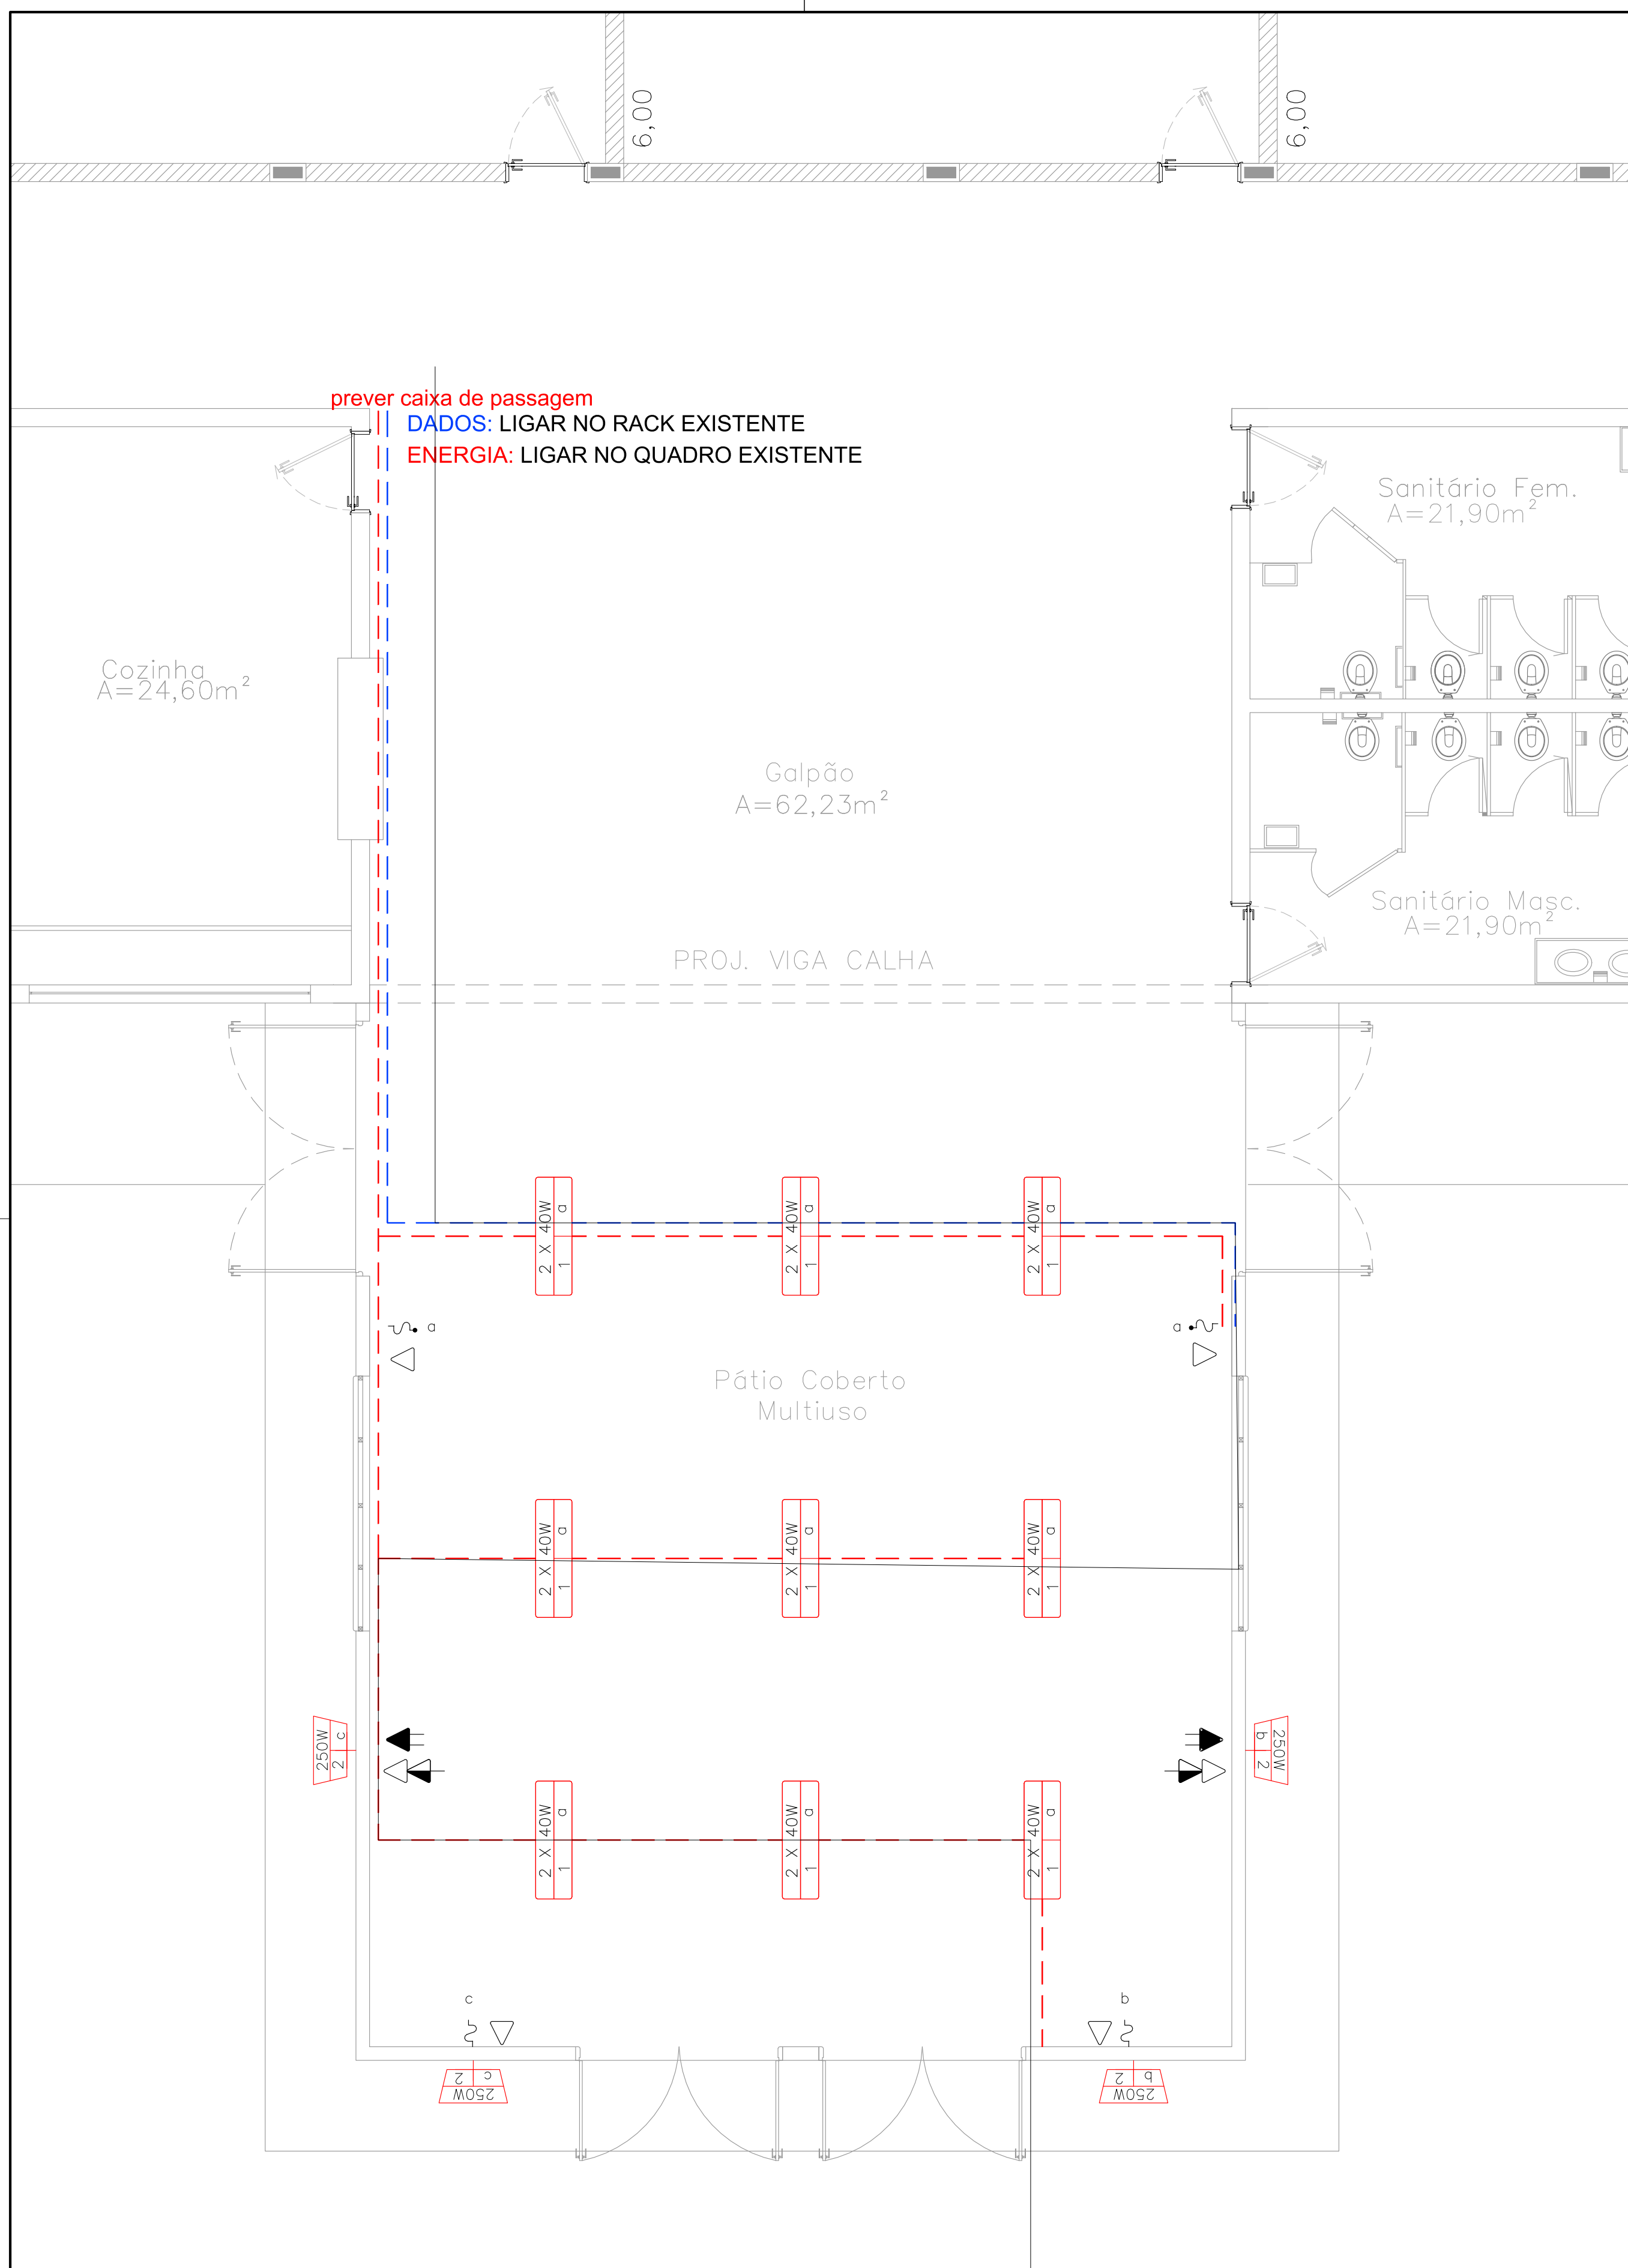 6,00
6,00
prever caixa de passagem
DADOS: LIGAR NO RACK EXISTENTE
ENERGIA: LIGAR NO QUADRO EXISTENTE
Sanitário Fem.
A=21,90m²
Cozinha
A=24,60m²
Galpão
A=62,23m²
Sanitário Masc.
A=21,90m²
PROJ. VIGA CALHA
2 X 40W
1 a
2 X 40W
1 a
2 X 40W
1 a
a
a
Pátio Coberto
Multiuso
2 X 40W
1 a
2 X 40W
1 a
2 X 40W
1 a
250W
2 c
250W
b 2
2 X 40W
1 a
2 X 40W
1 a
2 X 40W
1 a
c
b
c 2
250W
b 2
250W